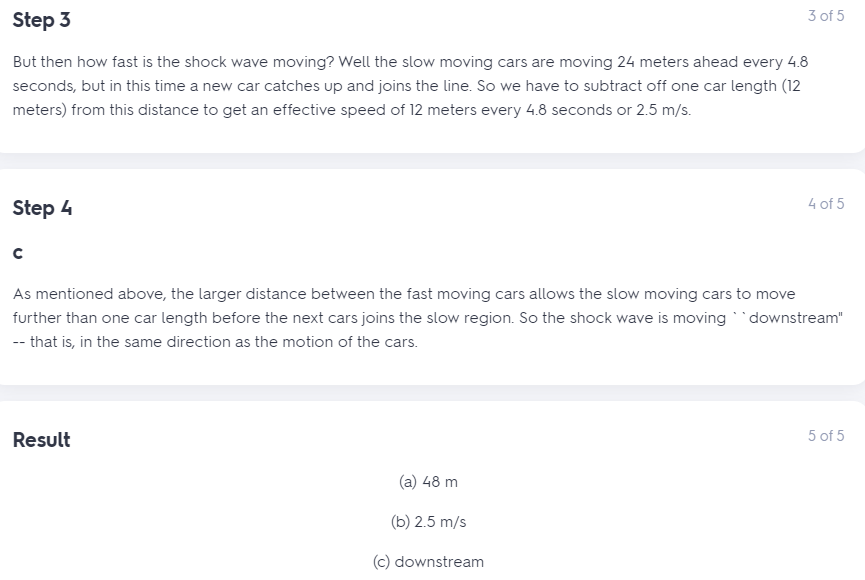 Step 3
3 of 5
But then how fast is the shock wave moving? Well the slow moving cars are moving 24 meters ahead every 4.8
seconds, but in this time a new car catches up and joins the line. So we have to subtract off one car length (12
meters) from this distance to get an effective speed of 12 meters every 4.8 seconds or 2.5 m/s.
Step 4
4 of 5
c
As mentioned above, the larger distance between the fast moving cars allows the slow moving cars to move
further than one car length before the next cars joins the slow region. So the shock wave is moving ``downstream"
-- that is, in the same direction as the motion of the cars.
Result
5 of 5
(a) 48 m
(b) 2.5 m/s
(c) downstream